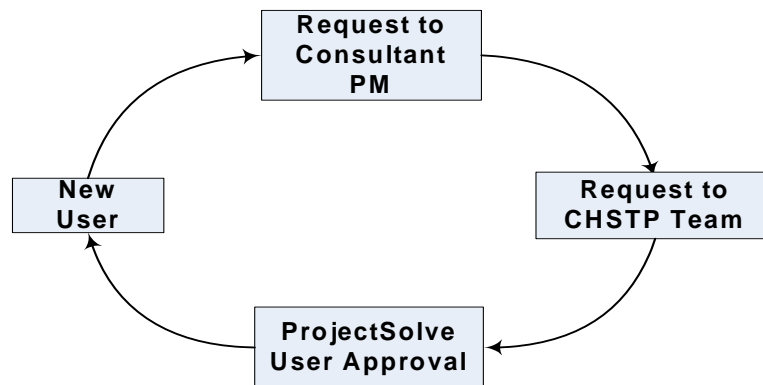 Request to
Consultant
PM
New
User
Request to
CHSTP Team
ProjectSolve
User Approval